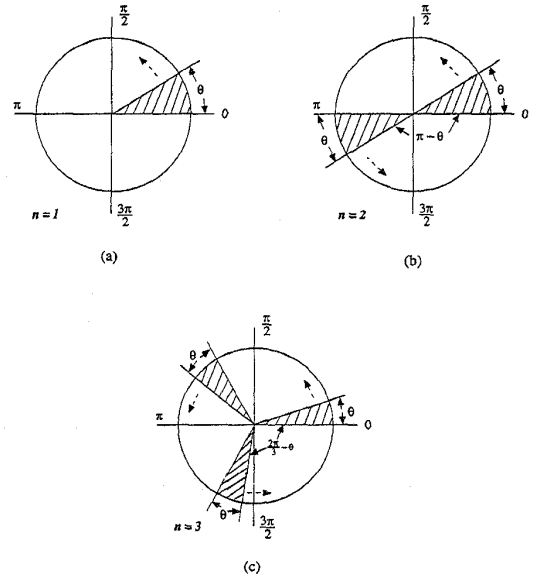 π/2
π
θ
0
n = 1
3π/2
(a)
π/2
π
θ
0
θ
π − θ
n = 2
3π/2
(b)
π/2
θ
π
θ
0
2π/3 − θ
θ
n = 3
3π/2
(c)